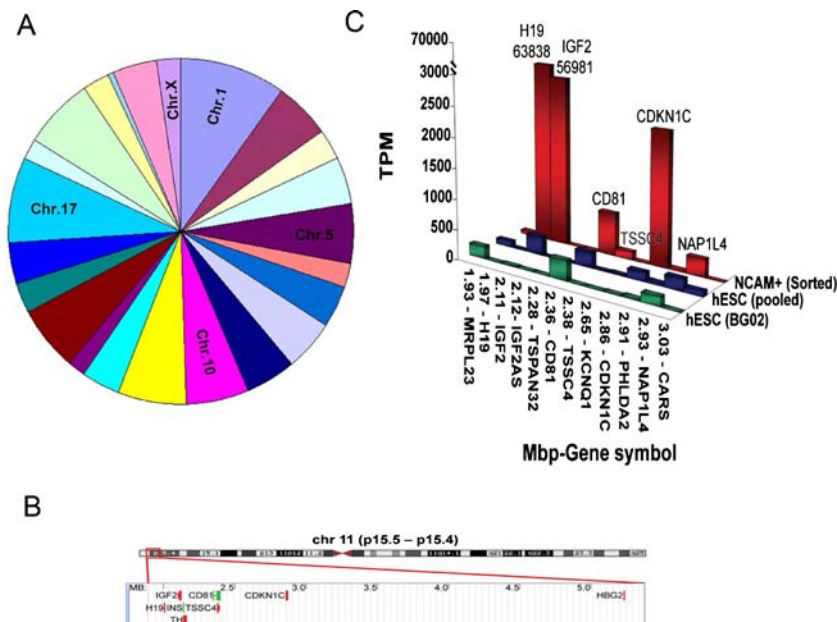 A
Chr.X
Chr.1
Chr.17
Chr.5
Chr.10
C
H19
63838
IGF2
56981
CDKN1C
CD81
TSSC4
NAP1L4
TPM
70000
3000
2500
2000
1500
1000
500
0
NCAM+ (Sorted)
hESC (pooled)
hESC (BG02)
1.93 - MRPL23
1.97 - H19
2.11 - IGF2
2.12- IGF2AS
2.28 - TSPAN32
2.36 - CD81
2.38 - TSSC4
2.65 - KCNQ1
2.86 - CDKN1C
2.91 - PHLDA2
2.93 - NAP1L4
3.03 - CARS
Mbp-Gene symbol
B
chr 11 (p15.5 – p15.4)
MB. 2.5' 3.0' 3.5' 4.0' 4.5' 5.0'
IGF2 CD81 CDKN1C HBG2
H19 INS TSSC4
TH